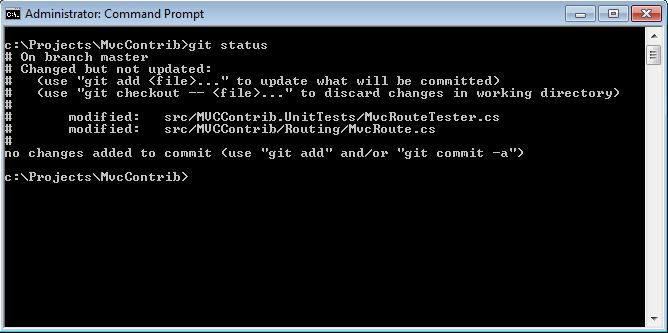 Administrator: Command Prompt
c:\Projects\MvcContrib>git status
# On branch master
# Changed but not updated:
#   (use "git add <file>..." to update what will be committed)
#   (use "git checkout -- <file>..." to discard changes in working directory)
#
#       modified:   src/MVCContrib.UnitTests/MvcRouteTester.cs
#       modified:   src/MVCContrib/Routing/MvcRoute.cs
#
no changes added to commit (use "git add" and/or "git commit -a")
c:\Projects\MvcContrib>